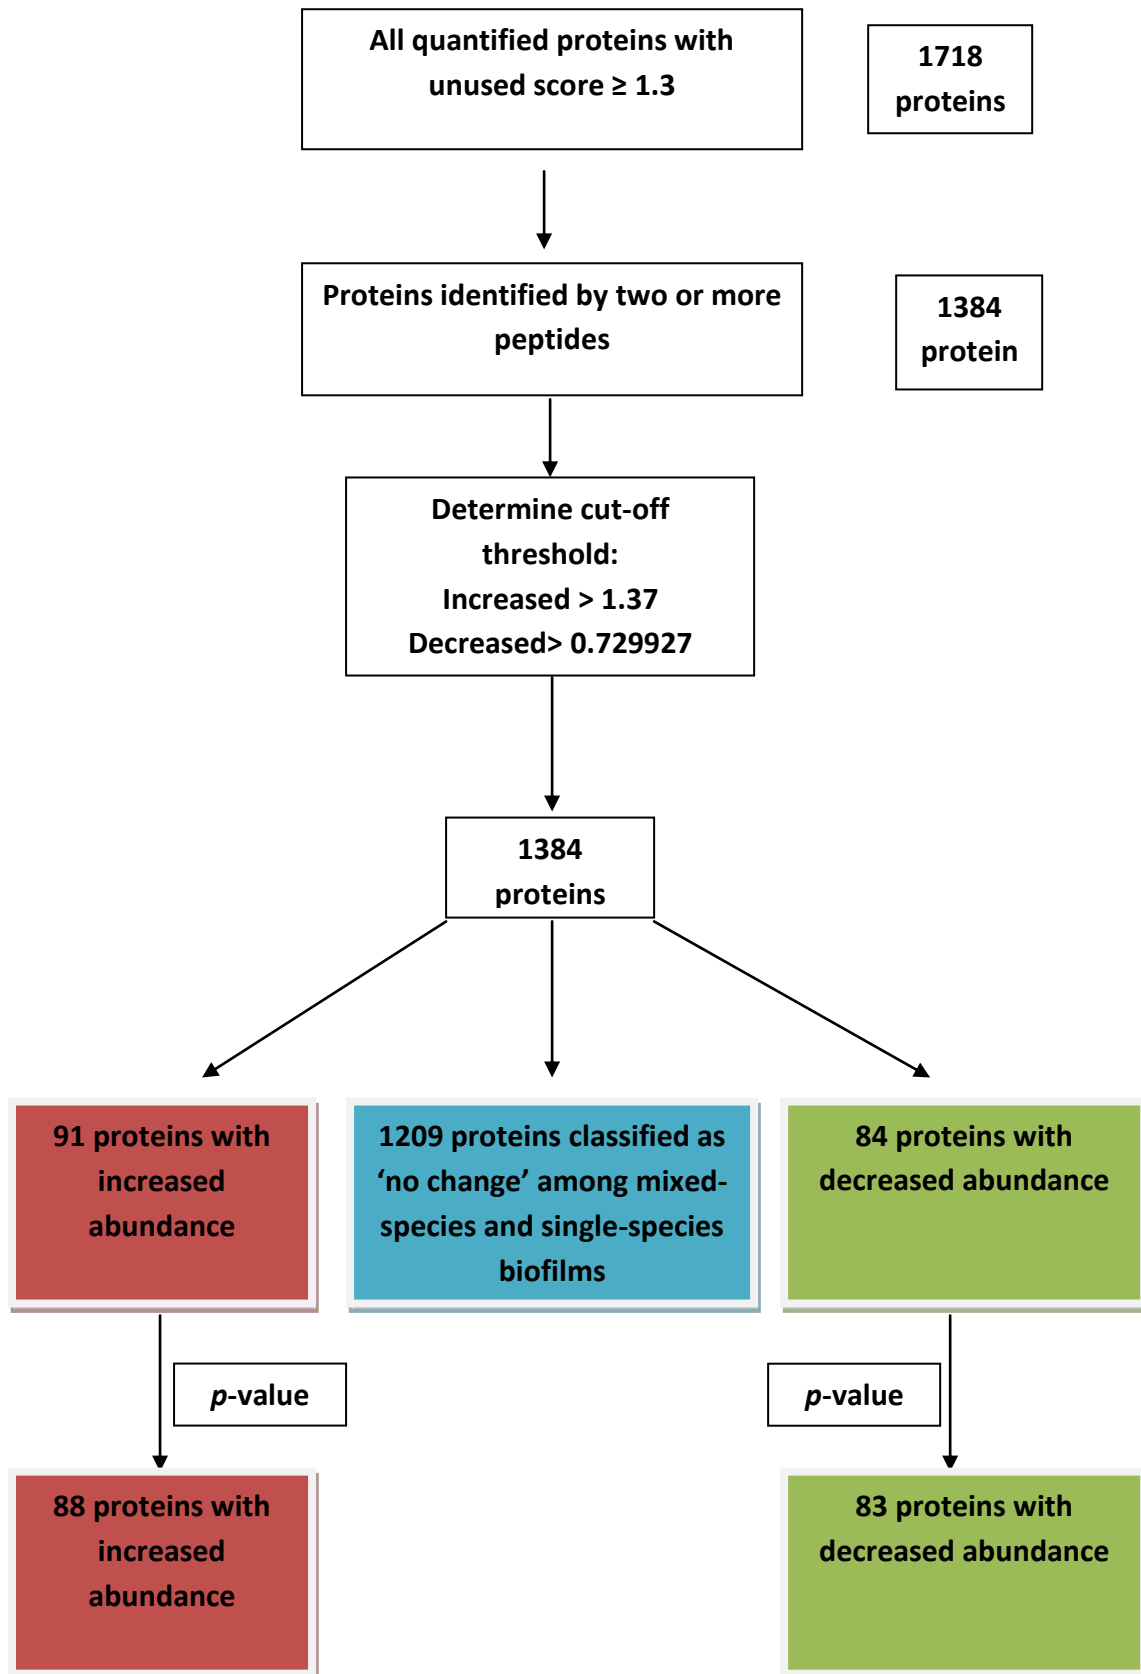 All quantified proteins with
unused score ≥ 1.3
1718
proteins
Proteins identified by two or more
peptides
1384
protein
Determine cut-off
threshold:
Increased > 1.37
Decreased> 0.729927
1384
proteins
91 proteins with
increased
abundance
1209 proteins classified as
‘no change’ among mixed-
species and single-species
biofilms
84 proteins with
decreased abundance
p-value
p-value
88 proteins with
increased
abundance
83 proteins with
decreased abundance